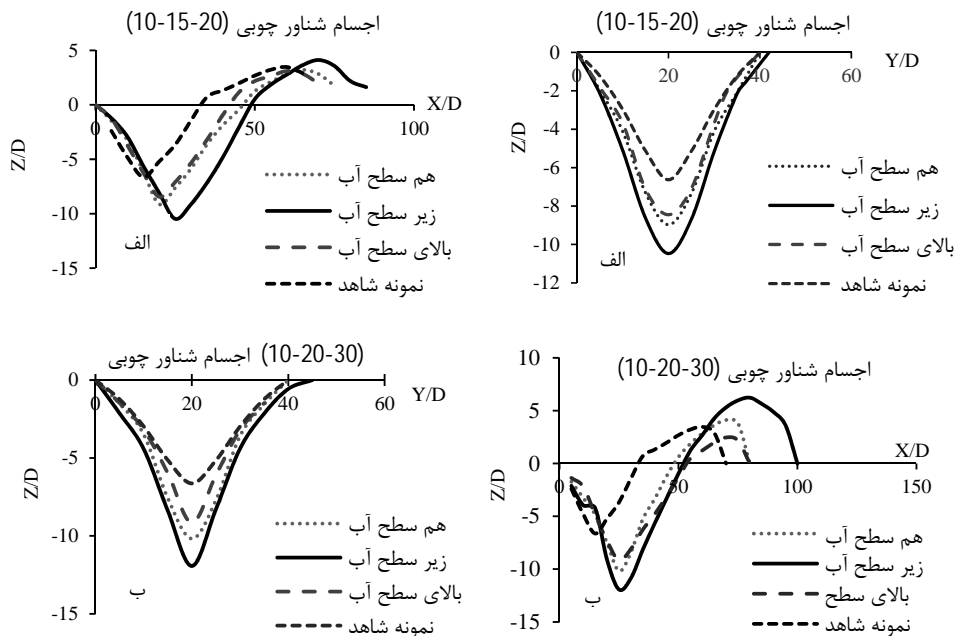 اجسام شناور چوبی (10-15-20)
5
0
-5
-10
-15
0
50
100
X/D
Z/D
هم سطح آب
زیر سطح آب
بالای سطح آب
نمونه شاهد
الف
اجسام شناور چوبی (10-15-20)
0
-2
-4
-6
-8
-10
-12
0
20
40
60
Y/D
Z/D
هم سطح آب
زیر سطح آب
بالای سطح آب
نمونه شاهد
الف
(10-20-30) اجسام شناور چوبی
0
-5
-10
-15
0
20
40
60
Y/D
Z/D
هم سطح آب
زیر سطح آب
بالای سطح آب
نمونه شاهد
ب
اجسام شناور چوبی (10-20-30)
10
5
0
-5
-10
-15
0
50
100
150
X/D
Z/D
هم سطح آب
زیر سطح آب
بالای سطح
نمونه شاهد
ب